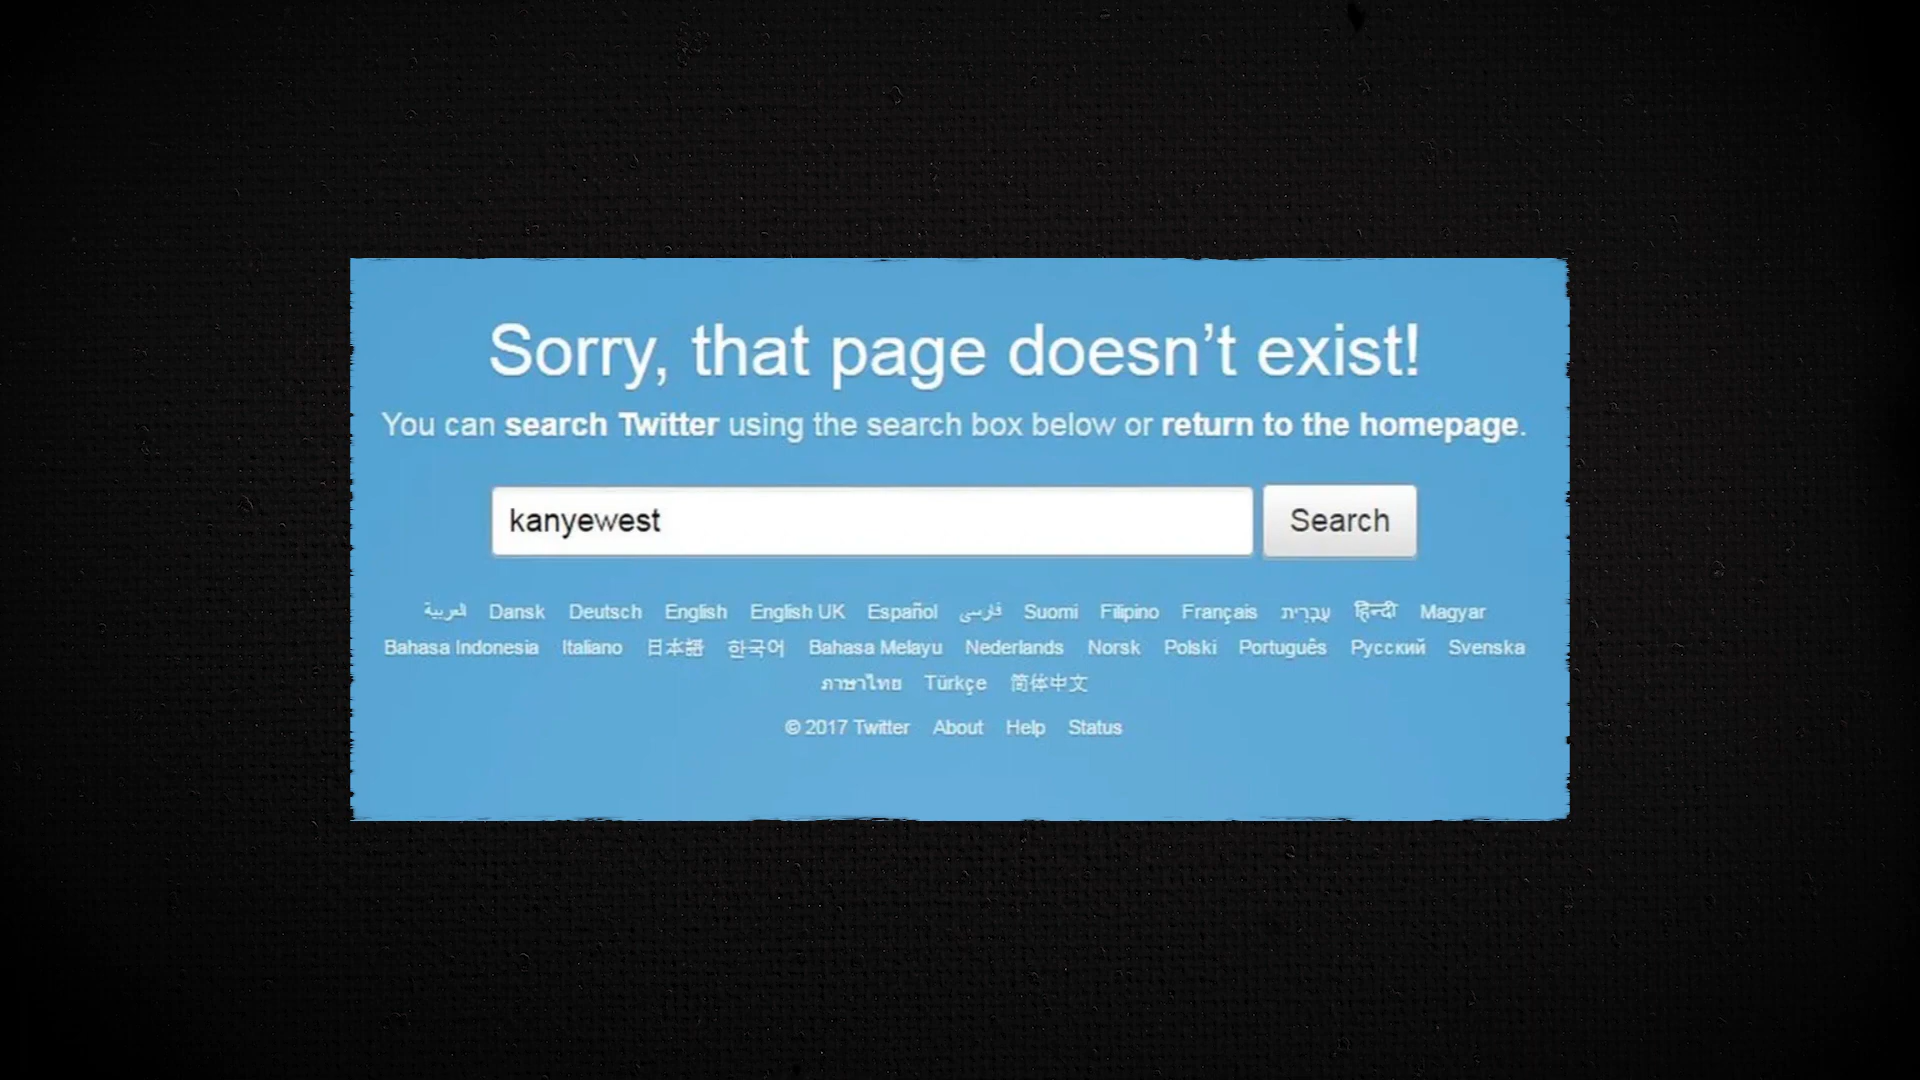 Sorry, that page doesn’t exist!
You can search Twitter using the search box below or return to the homepage.
kanyewest Search
العربية Dansk Deutsch English English UK Español فارسی Suomi Filipino Français עִבְרִית हिन्दी Magyar
Bahasa Indonesia Italiano 日本語 한국어 Bahasa Melayu Nederlands Norsk Polski Português Русский Svenska
ภาษาไทย Türkçe 简体中文
© 2017 Twitter About Help Status